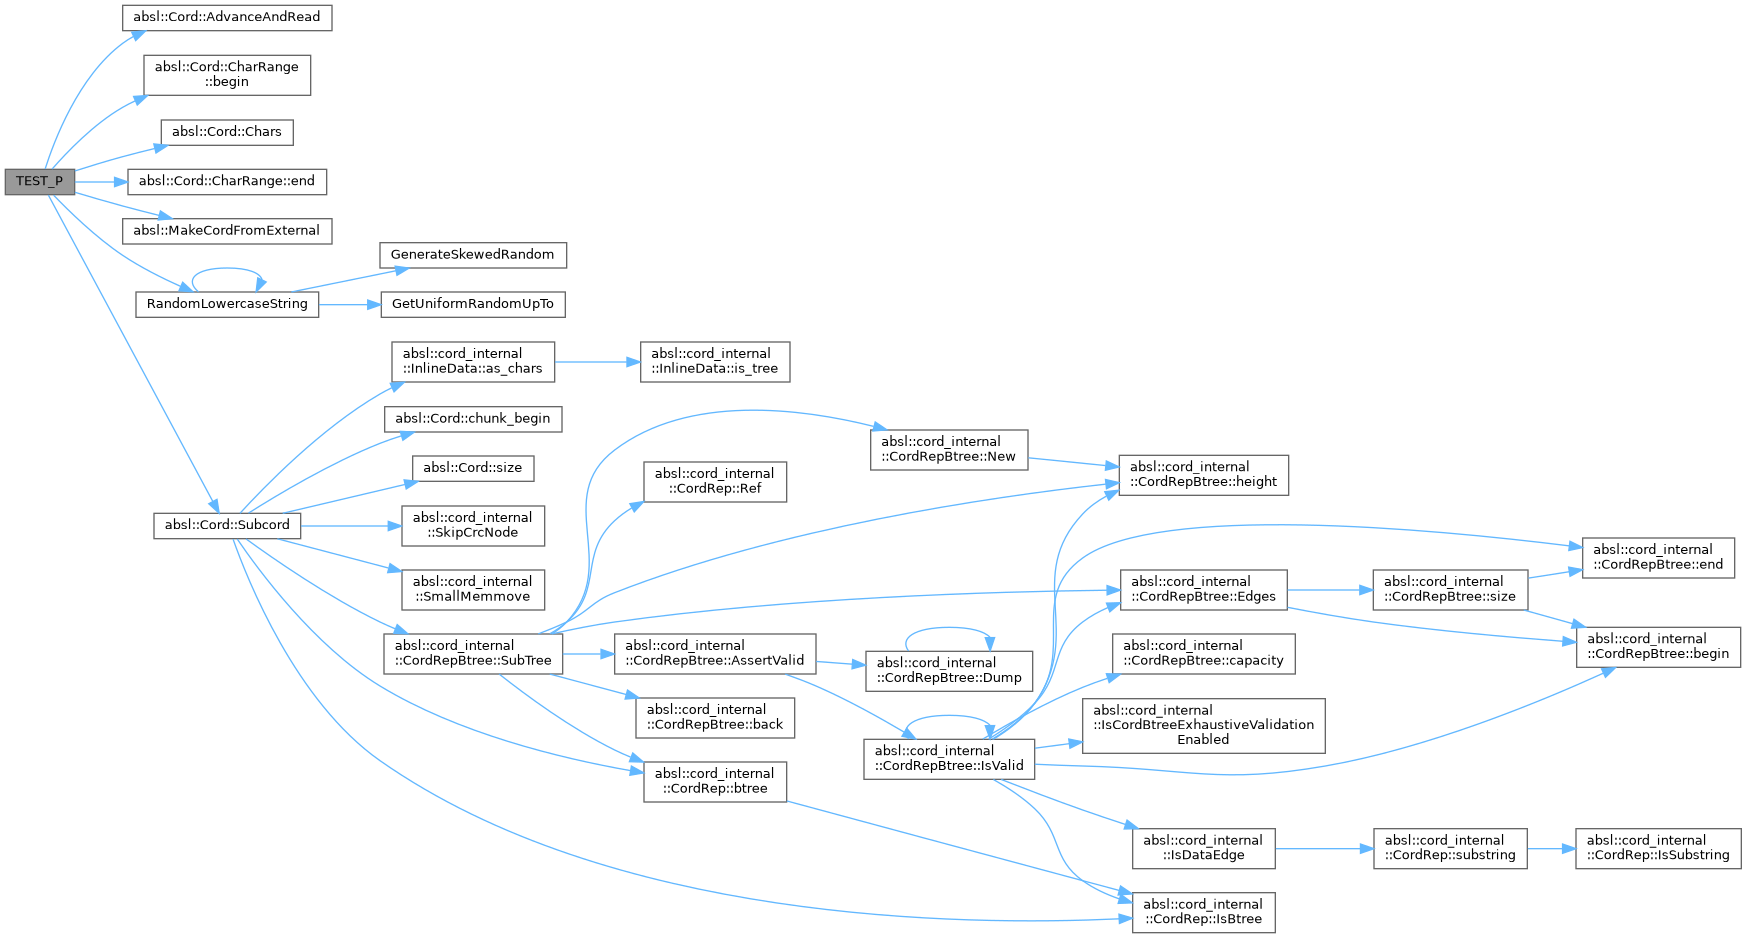 absl::Cord::AdvanceAndRead
absl::Cord::CharRange
::begin
absl::Cord::Chars
TEST_P
absl::Cord::CharRange::end
absl::MakeCordFromExternal
GenerateSkewedRandom
RandomLowercaseString
GetUniformRandomUpTo
absl::cord_internal
::InlineData::as_chars
absl::cord_internal
::InlineData::is_tree
absl::Cord::chunk_begin
absl::cord_internal
::CordRepBtree::New
absl::Cord::size
absl::cord_internal
::CordRep::Ref
absl::cord_internal
::CordRepBtree::height
absl::Cord::Subcord
absl::cord_internal
::SkipCrcNode
absl::cord_internal
::CordRepBtree::end
absl::cord_internal
::SmallMemmove
absl::cord_internal
::CordRepBtree::Edges
absl::cord_internal
::CordRepBtree::size
absl::cord_internal
::CordRepBtree::SubTree
absl::cord_internal
::CordRepBtree::AssertValid
absl::cord_internal
::CordRepBtree::Dump
absl::cord_internal
::CordRepBtree::capacity
absl::cord_internal
::CordRepBtree::begin
absl::cord_internal
::CordRepBtree::back
absl::cord_internal
::IsCordBtreeExhaustiveValidation
Enabled
absl::cord_internal
::CordRepBtree::IsValid
absl::cord_internal
::CordRep::btree
absl::cord_internal
::IsDataEdge
absl::cord_internal
::CordRep::substring
absl::cord_internal
::CordRep::IsSubstring
absl::cord_internal
::CordRep::IsBtree